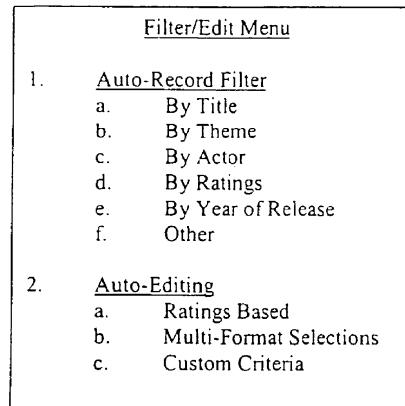 Filter/Edit Menu
1. Auto-Record Filter
a. By Title
b. By Theme
c. By Actor
d. By Ratings
e. By Year of Release
f. Other
2. Auto-Editing
a. Ratings Based
b. Multi-Format Selections
c. Custom Criteria